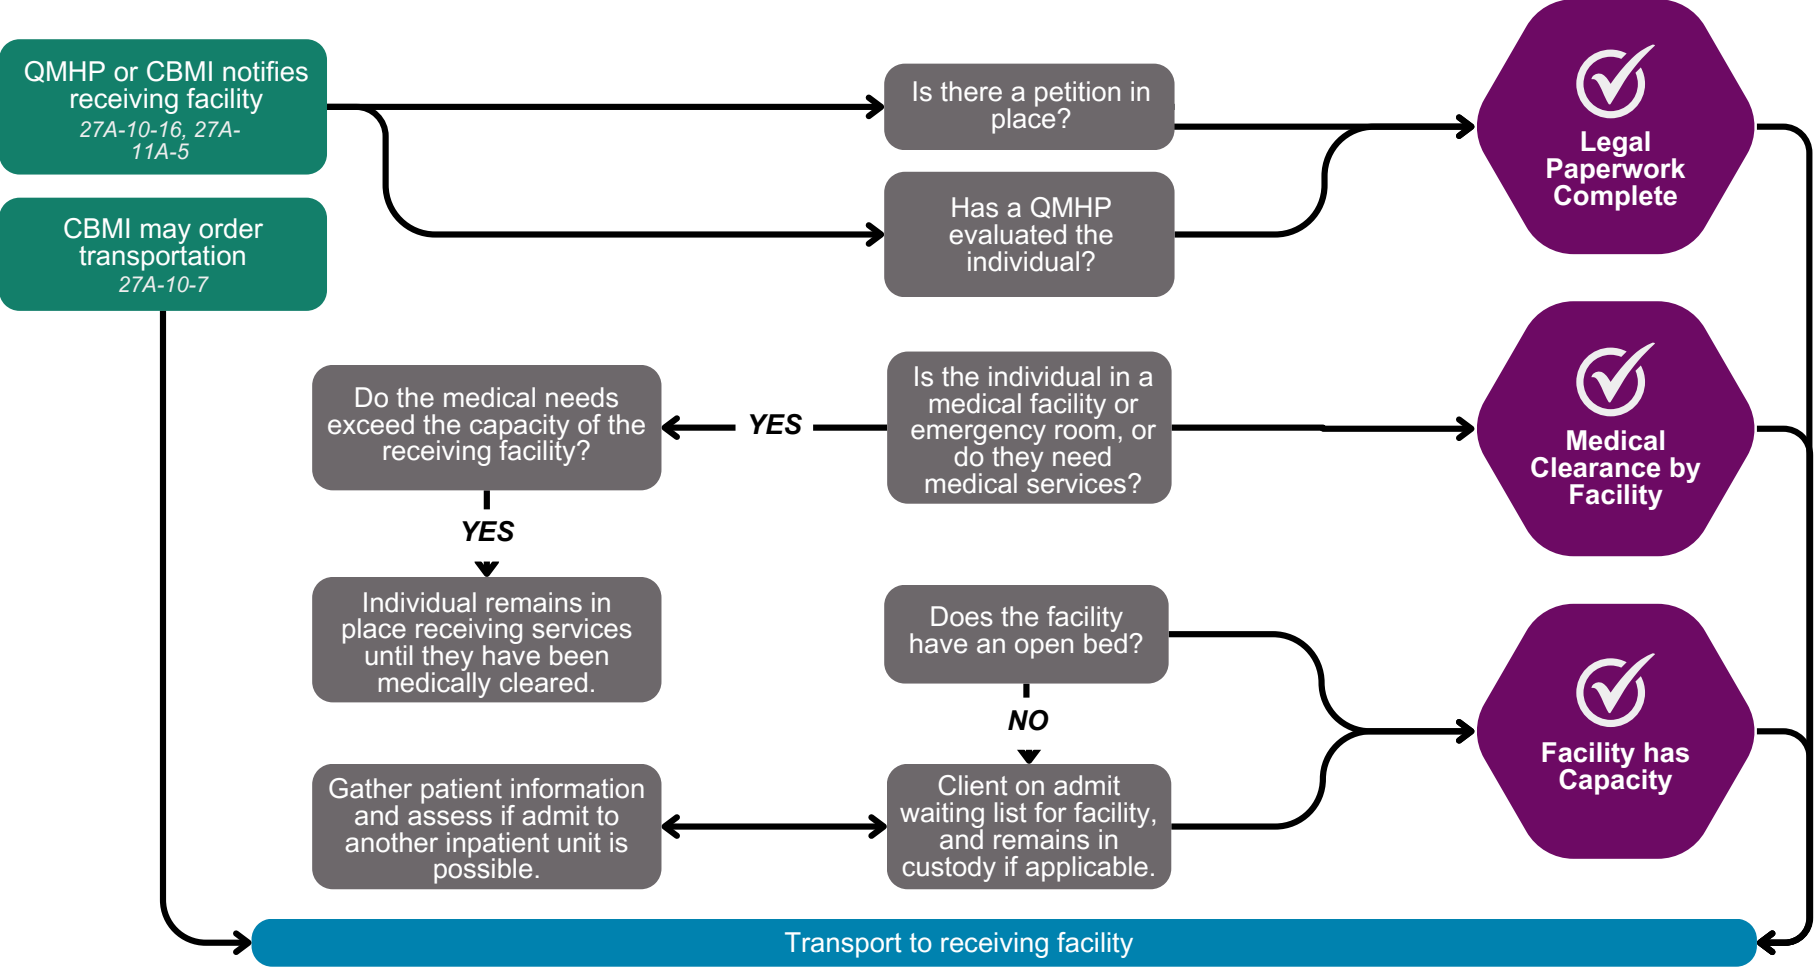 QMHP or CBMI notifies
receiving facility
27A-10-16, 27A-
11A-5
CBMI may order
transportation
27A-10-7
Is there a petition in
place?
Has a QMHP
evaluated the
individual?
Legal
Paperwork
Complete
Do the medical needs
exceed the capacity of the
receiving facility?
YES
Is the individual in a
medical facility or
emergency room, or
do they need
medical services?
Medical
Clearance by
Facility
YES
Individual remains in
place receiving services
until they have been
medically cleared.
Does the facility
have an open bed?
NO
Facility has
Capacity
Gather patient information
and assess if admit to
another inpatient unit is
possible.
Client on admit
waiting list for facility,
and remains in
custody if applicable.
Transport to receiving facility